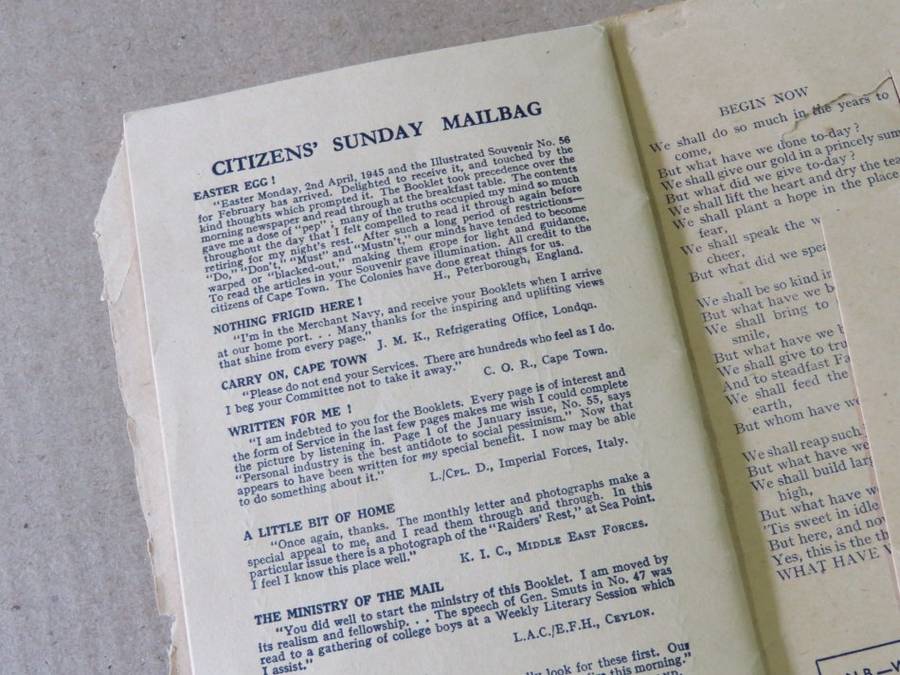 CITIZENS' SUNDAY MAILBAG
EASTER EGG !
"Easter Monday, 2nd April, 1945 and the Illustrated Souvenir No. 56
for February has arrived. Delighted to receive it, and touched by the
kind thoughts which prompted it. The Booklet took precedence over the
morning newspaper and read through at the breakfast table. The contents
gave me a dose of "pep"; many of the truths occupied my mind so much
throughout the day that I felt compelled to read it through again before
retiring for my night's rest. After such a long period of restrictions—
"Do," "Don't," "Must" and "Mustn't," our minds have tended to become
warped or "blacked-out," making them grope for light and guidance.
To read the articles in your Souvenir gave illumination. All credit to the
citizens of Cape Town. The Colonies have done great things for us.
H., Peterborough, England.
NOTHING FRIGID HERE !
"I'm in the Merchant Navy, and receive your Booklets when I arrive
at our home port. . . Many thanks for the inspiring and uplifting views
that shine from every page."
J. M. K., Refrigerating Office, London.
CARRY ON, CAPE TOWN
"Please do not end your Services. There are hundreds who feel as I do.
I beg your Committee not to take it away."
C. O. R., Cape Town.
WRITTEN FOR ME !
"I am indebted to you for the Booklets. Every page is of interest and
the form of Service in the last few pages makes me wish I could complete
the picture by listening in. Page 1 of the January issue, No. 55, says
"Personal industry is the best antidote to social pessimism." Now that
appears to have been written for my special benefit. I now may be able
to do something about it."
L./CPL. D., Imperial Forces, Italy.
A LITTLE BIT OF HOME
"Once again, thanks. The monthly letter and photographs make a
special appeal to me, and I read them through and through. In this
particular issue there is a photograph of the "Raiders' Rest," at Sea Point.
I feel I know this place well."
K. I. C., MIDDLE EAST FORCES.
THE MINISTRY OF THE MAIL
"You did well to start the ministry of this Booklet. I am moved by
its realism and fellowship. . . The speech of Gen. Smuts in No. 47 was
read to a gathering of college boys at a Weekly Literary Session which
I assist."
L.A.C./E.F.H., CEYLON.
look for these first. Our
this morning."
BEGIN NOW
We shall do so much in the years to
come,
But what have we done to-day ?
We shall give our gold in a princely sum
But what did we give to-day ?
We shall lift the heart and dry the tea
We shall plant a hope in the place
fear,
We shall speak the w
cheer,
But what did we spe
We shall be so kind in
But what have we b
We shall bring to
smile,
But what have we
We shall give to tru
And to steadfast Fa
We shall feed the
earth,
But whom have we
We shall reap such
But what have we
We shall build lar
high,
But what have w
'Tis sweet in idle
But here, and now
Yes, this is the th
WHAT HAVE
N.B.—